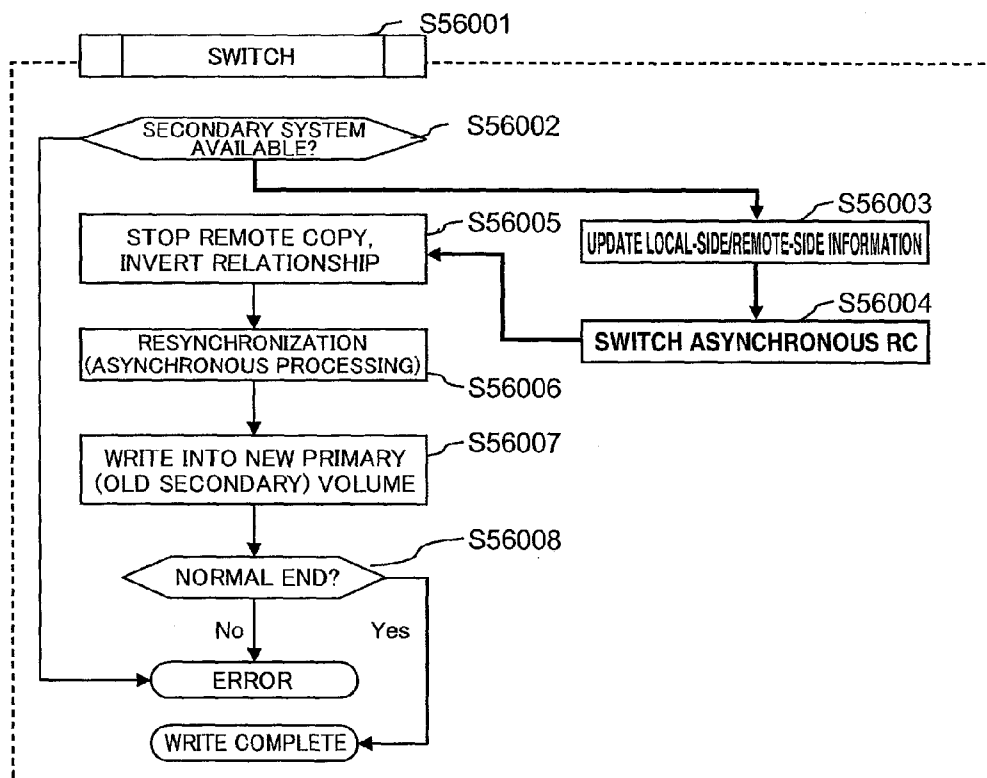 S56001
SWITCH
SECONDARY SYSTEM
AVAILABLE?
S56002
S56003
UPDATE LOCAL-SIDE/REMOTE-SIDE INFORMATION
S56004
SWITCH ASYNCHRONOUS RC
S56005
STOP REMOTE COPY,
INVERT RELATIONSHIP
RESYNCHRONIZATION
(ASYNCHRONOUS PROCESSING)
S56006
S56007
WRITE INTO NEW PRIMARY
(OLD SECONDARY) VOLUME
S56008
NORMAL END?
No
Yes
ERROR
WRITE COMPLETE